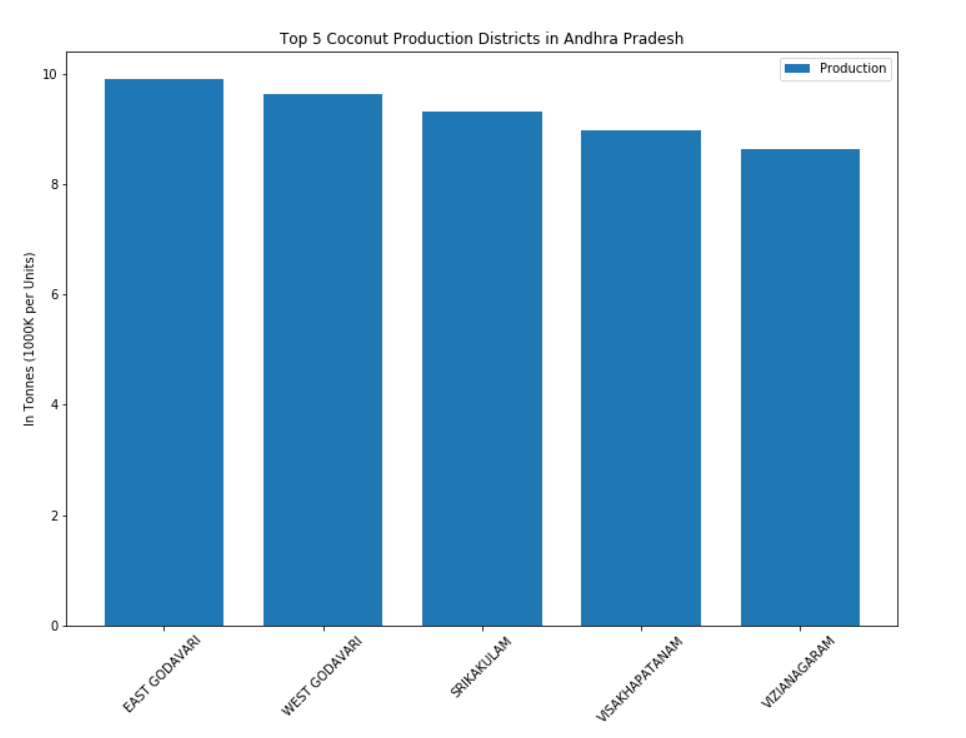 Top 5 Coconut Production Districts in Andhra Pradesh
Production
In Tonnes (1000K per Units)
10
8
6
4
2
0
EAST GODAVARI
WEST GODAVARI
SRIKAKULAM
VISAKHAPATANAM
VIZIANAGARAM